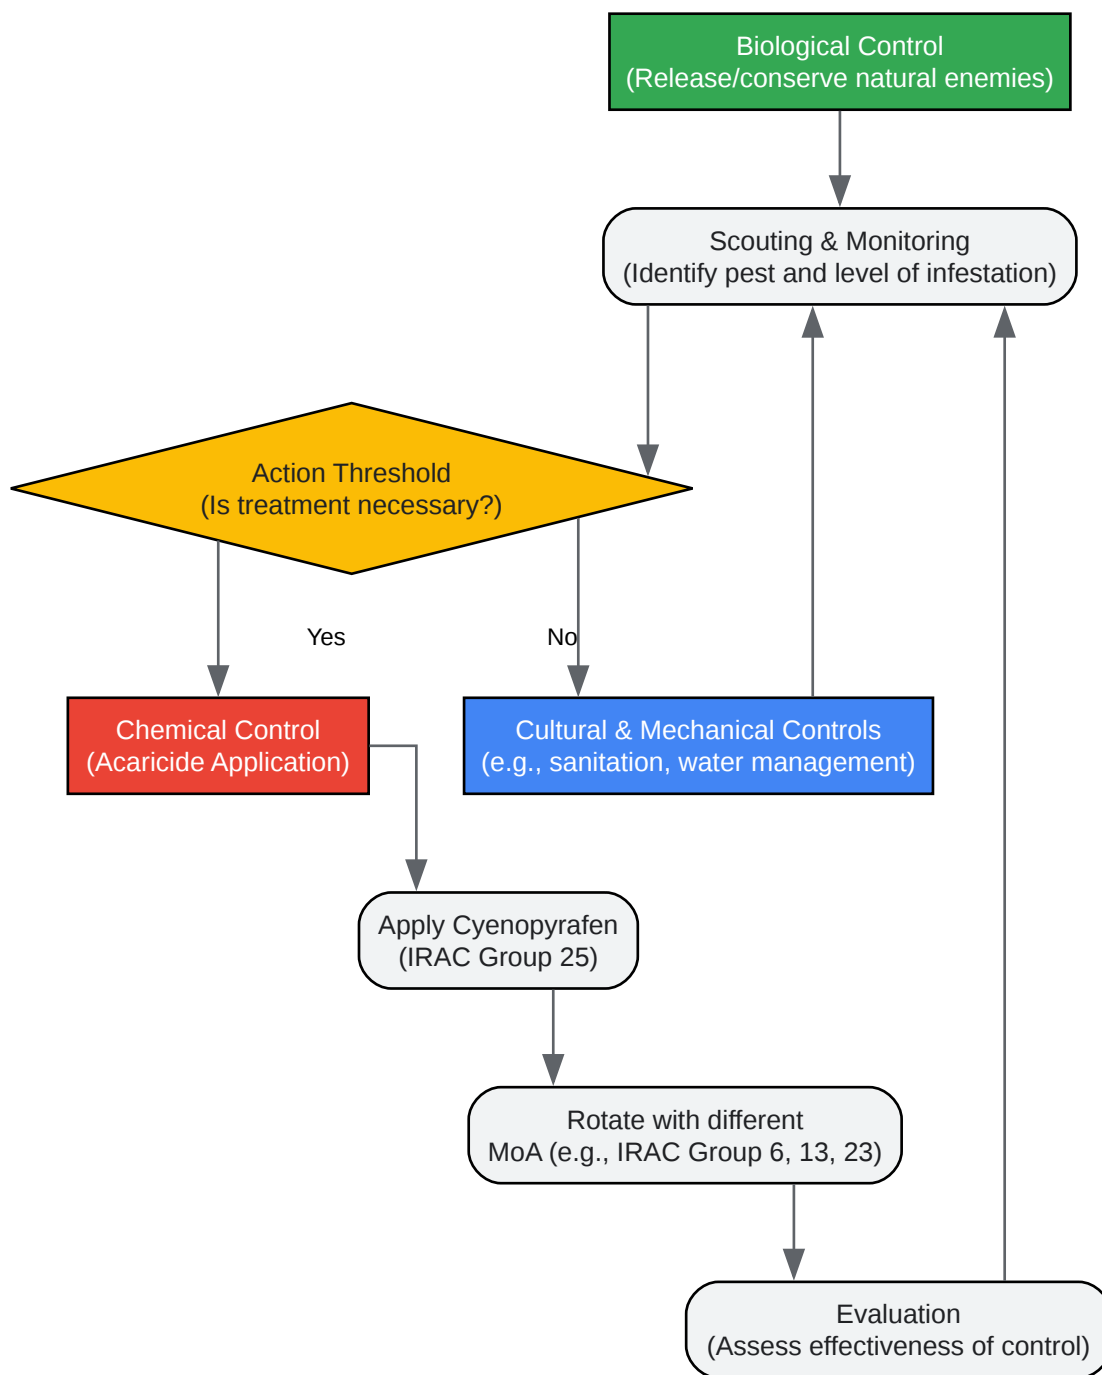 Biological Control
(Release/conserve natural enemies)
Scouting & Monitoring
(Identify pest and level of infestation)
Action Threshold
(Is treatment necessary?)
Yes
No
Chemical Control
(Acaricide Application)
Cultural & Mechanical Controls
(e.g., sanitation, water management)
Apply Cyenopyrafen
(IRAC Group 25)
Rotate with different
MoA (e.g., IRAC Group 6, 13, 23)
Evaluation
(Assess effectiveness of control)